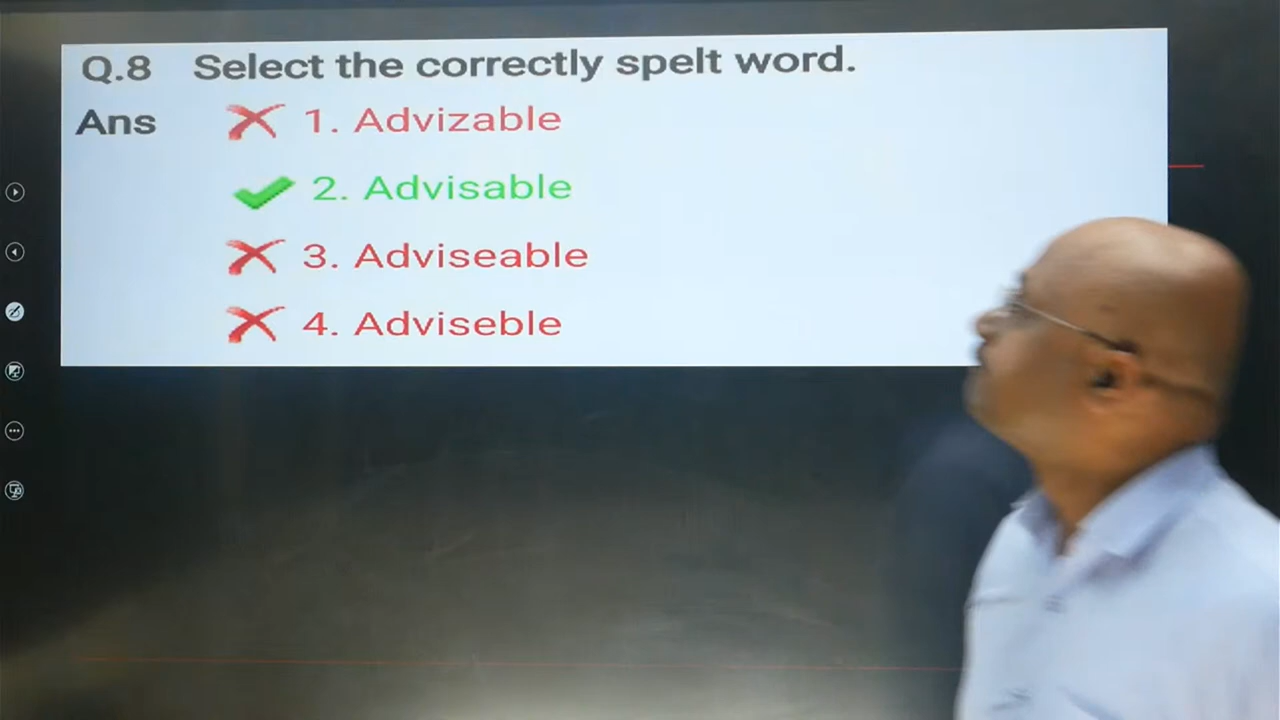 Q.8 Select the correctly spelt word.
Ans 1. Advizable
2. Advisable
3. Adviseable
4. Adviseble